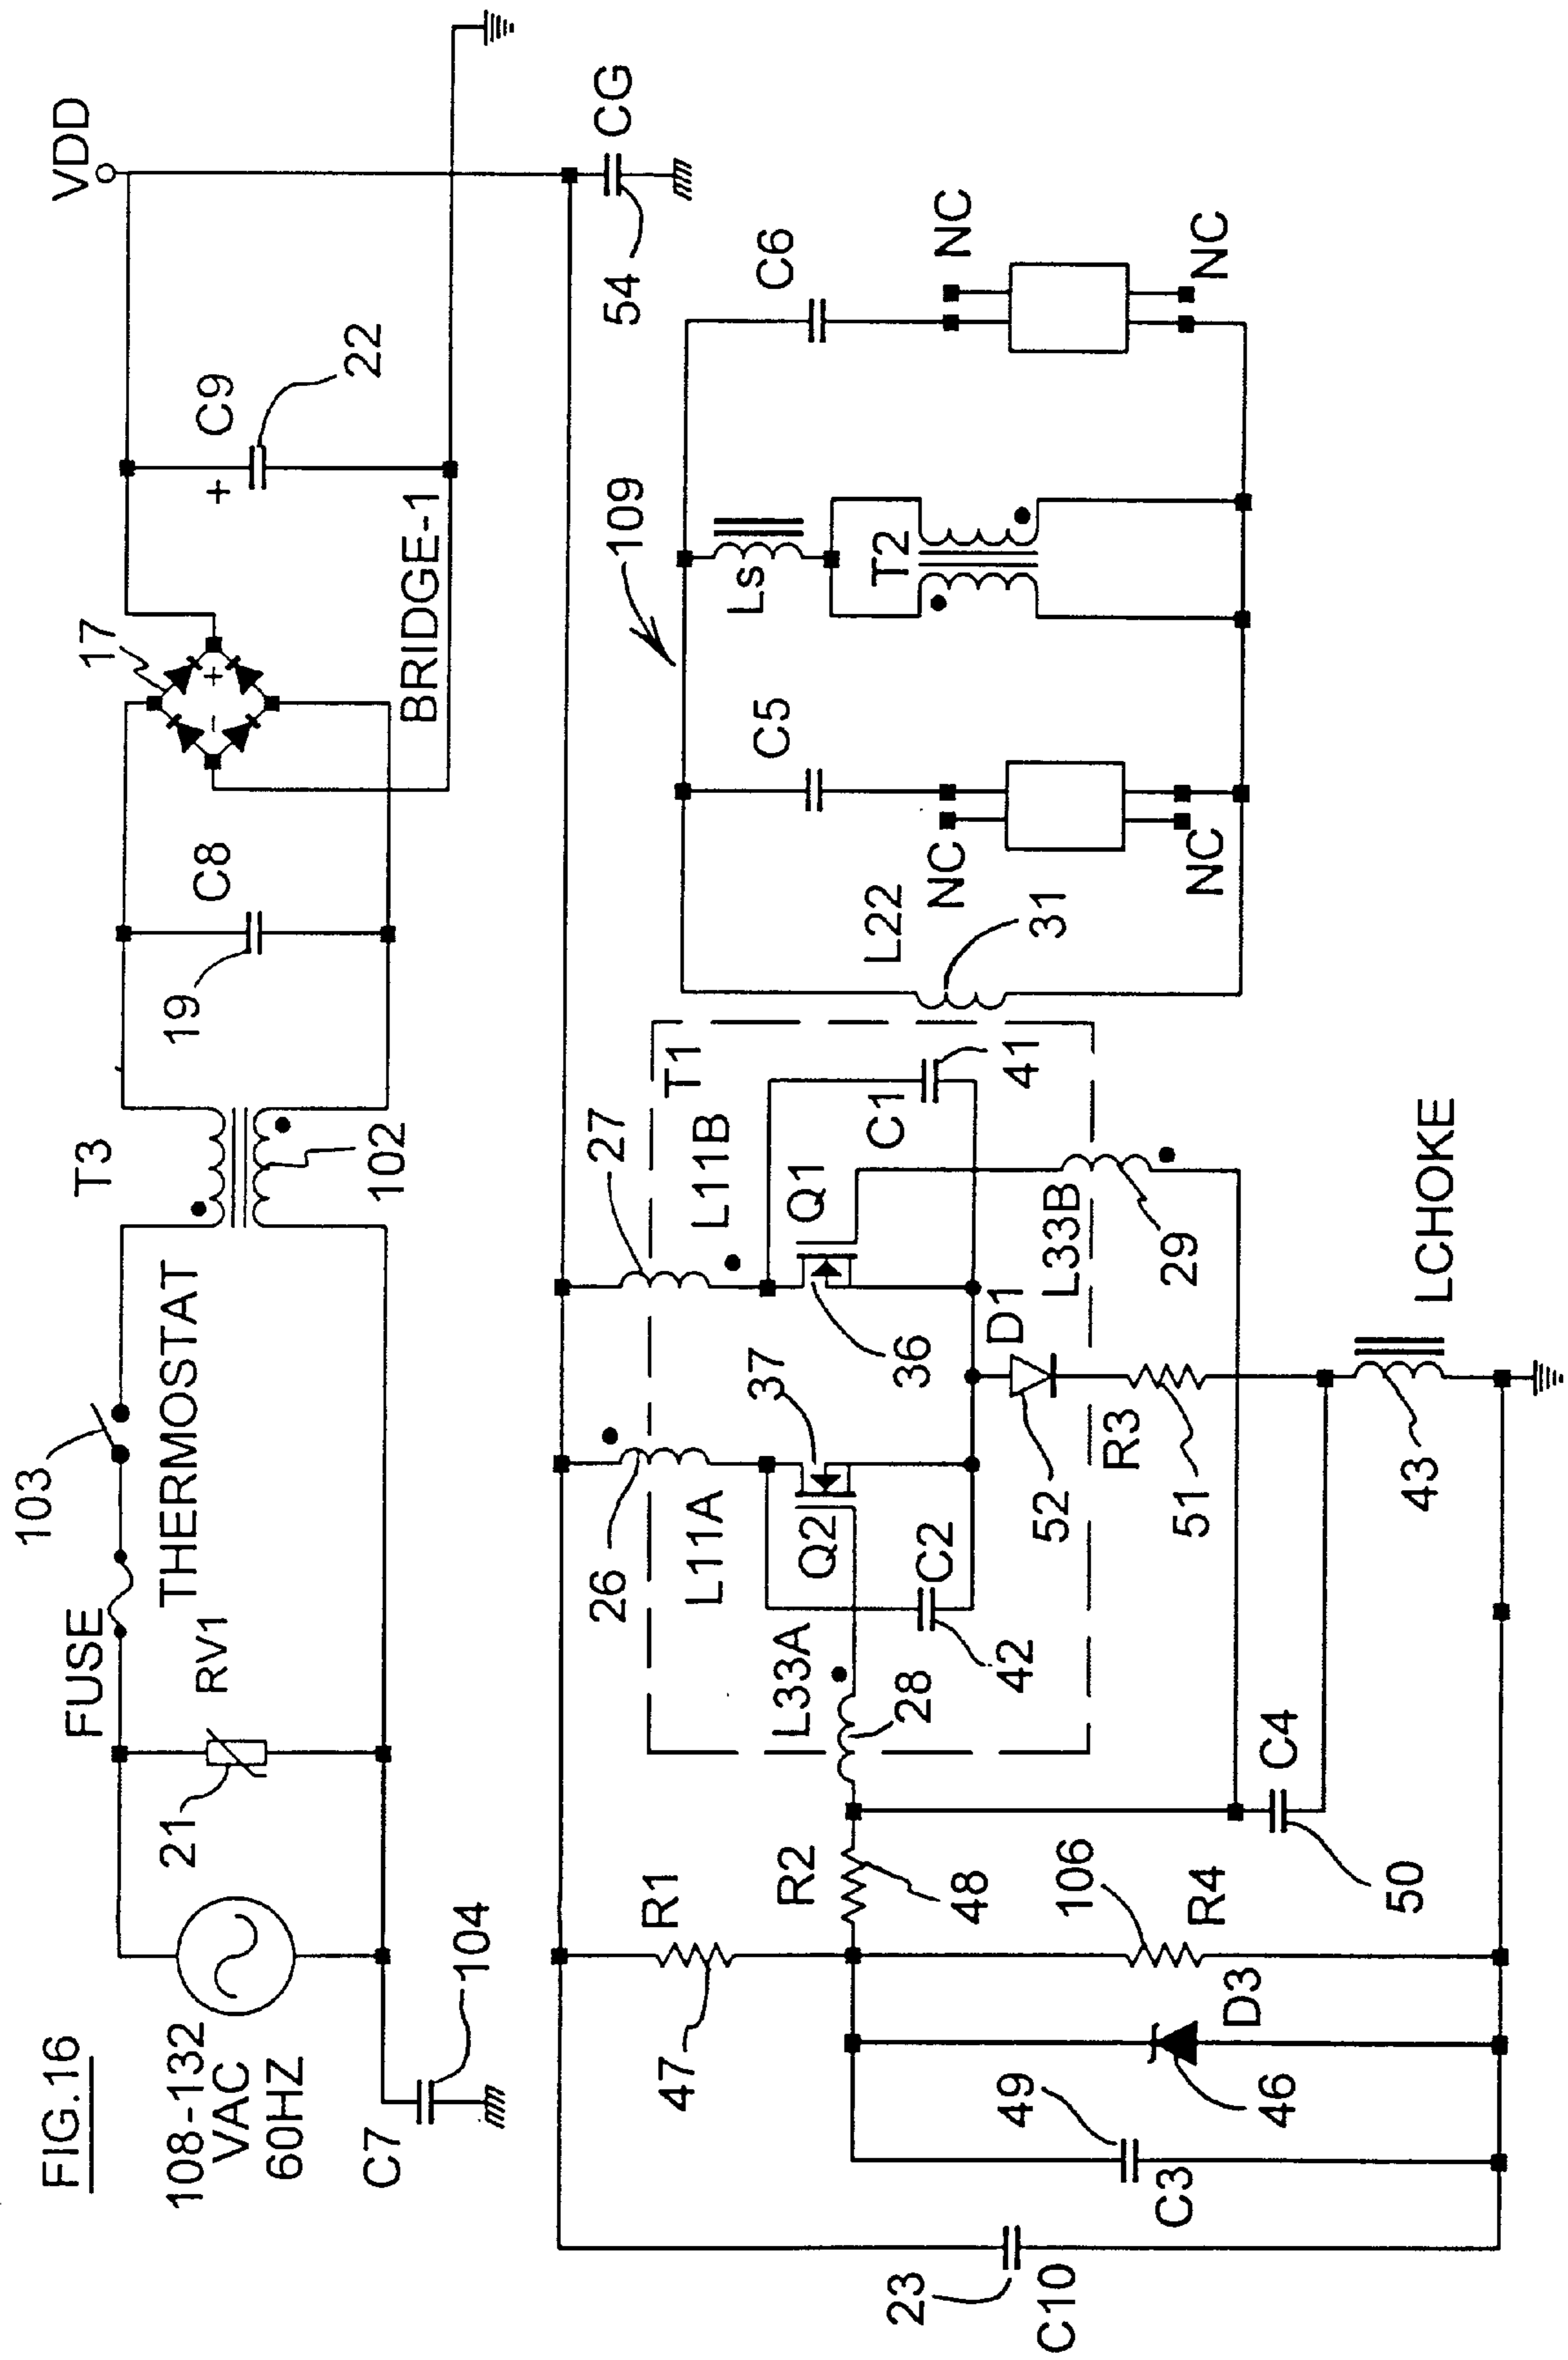 FIG.16
108-132
VAC
60HZ
C7
104
21
RV1
FUSE
THERMOSTAT
103
T3
102
19
C8
17
BRIDGE-1
+
-
C9
+
22
VDD
CG
54
23
C10
49
C3
47
R1
46
D3
106
R4
R2
48
50
C4
L33A
28
42
C2
Q2
26
L11A
37
52
D1
R3
51
43
LCHOKE
36
Q1
27
L11B
T1
C1
41
L33B
29
L22
31
NC
NC
C5
109
Ls
T2
C6
NC
NC